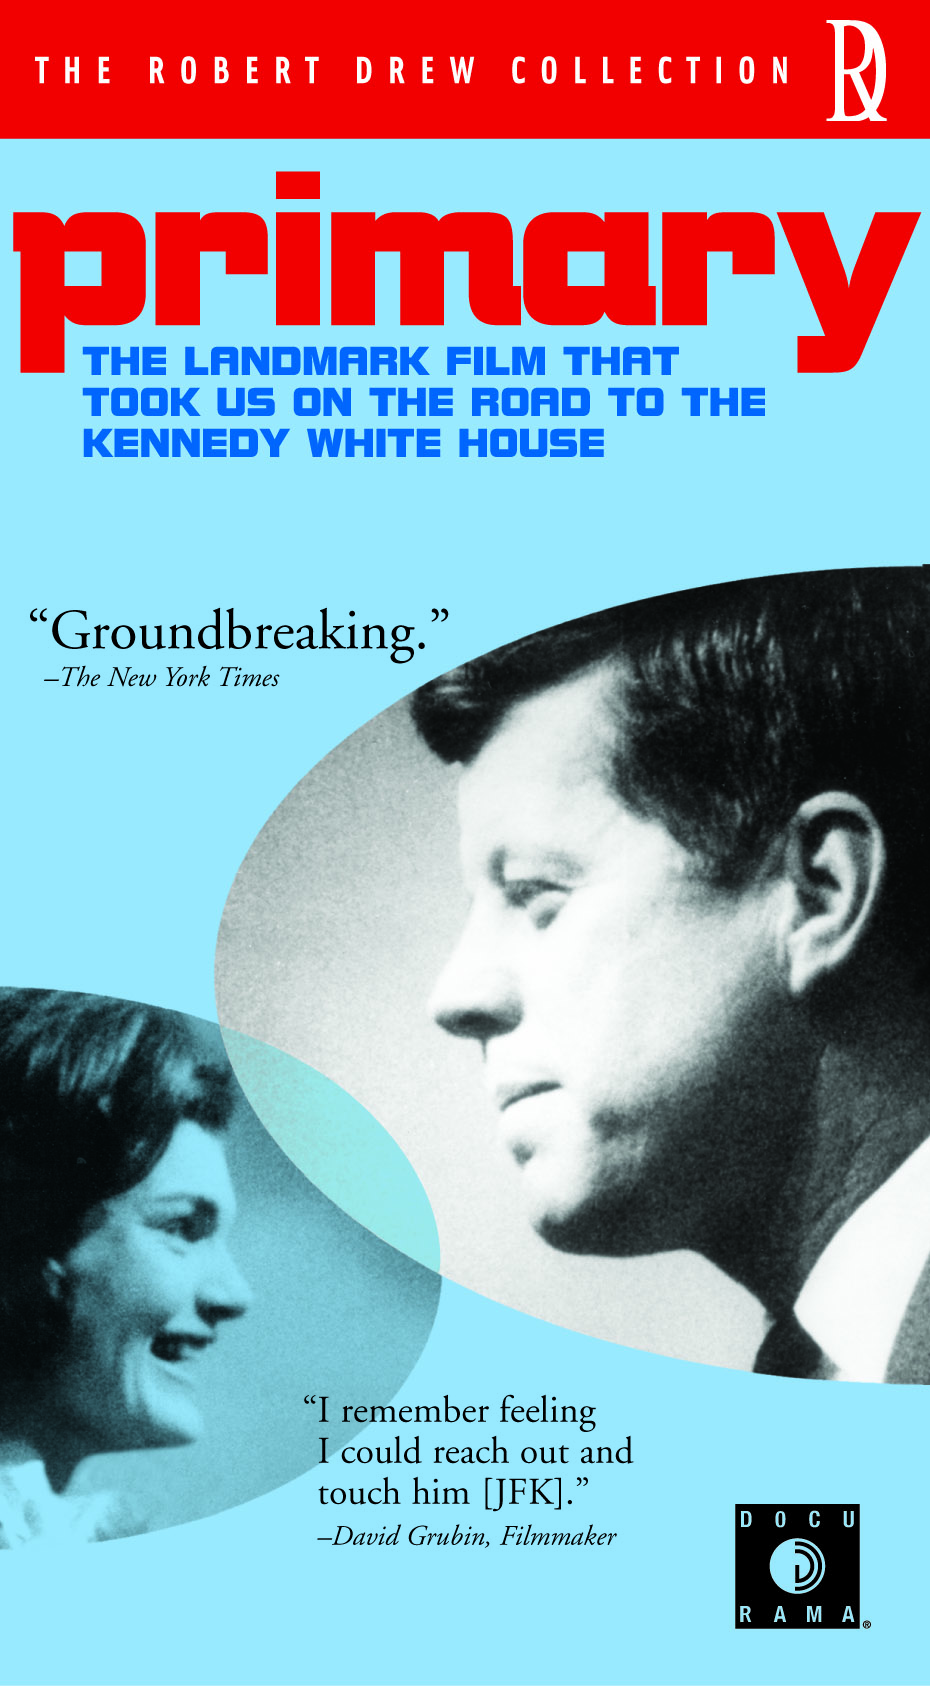 THE ROBERT DREW COLLECTION
DR
primary
THE LANDMARK FILM THAT
TOOK US ON THE ROAD TO THE
KENNEDY WHITE HOUSE
“Groundbreaking.”
–The New York Times
“I remember feeling
I could reach out and
touch him [JFK].”
–David Grubin, Filmmaker
DOCU
RAMA®